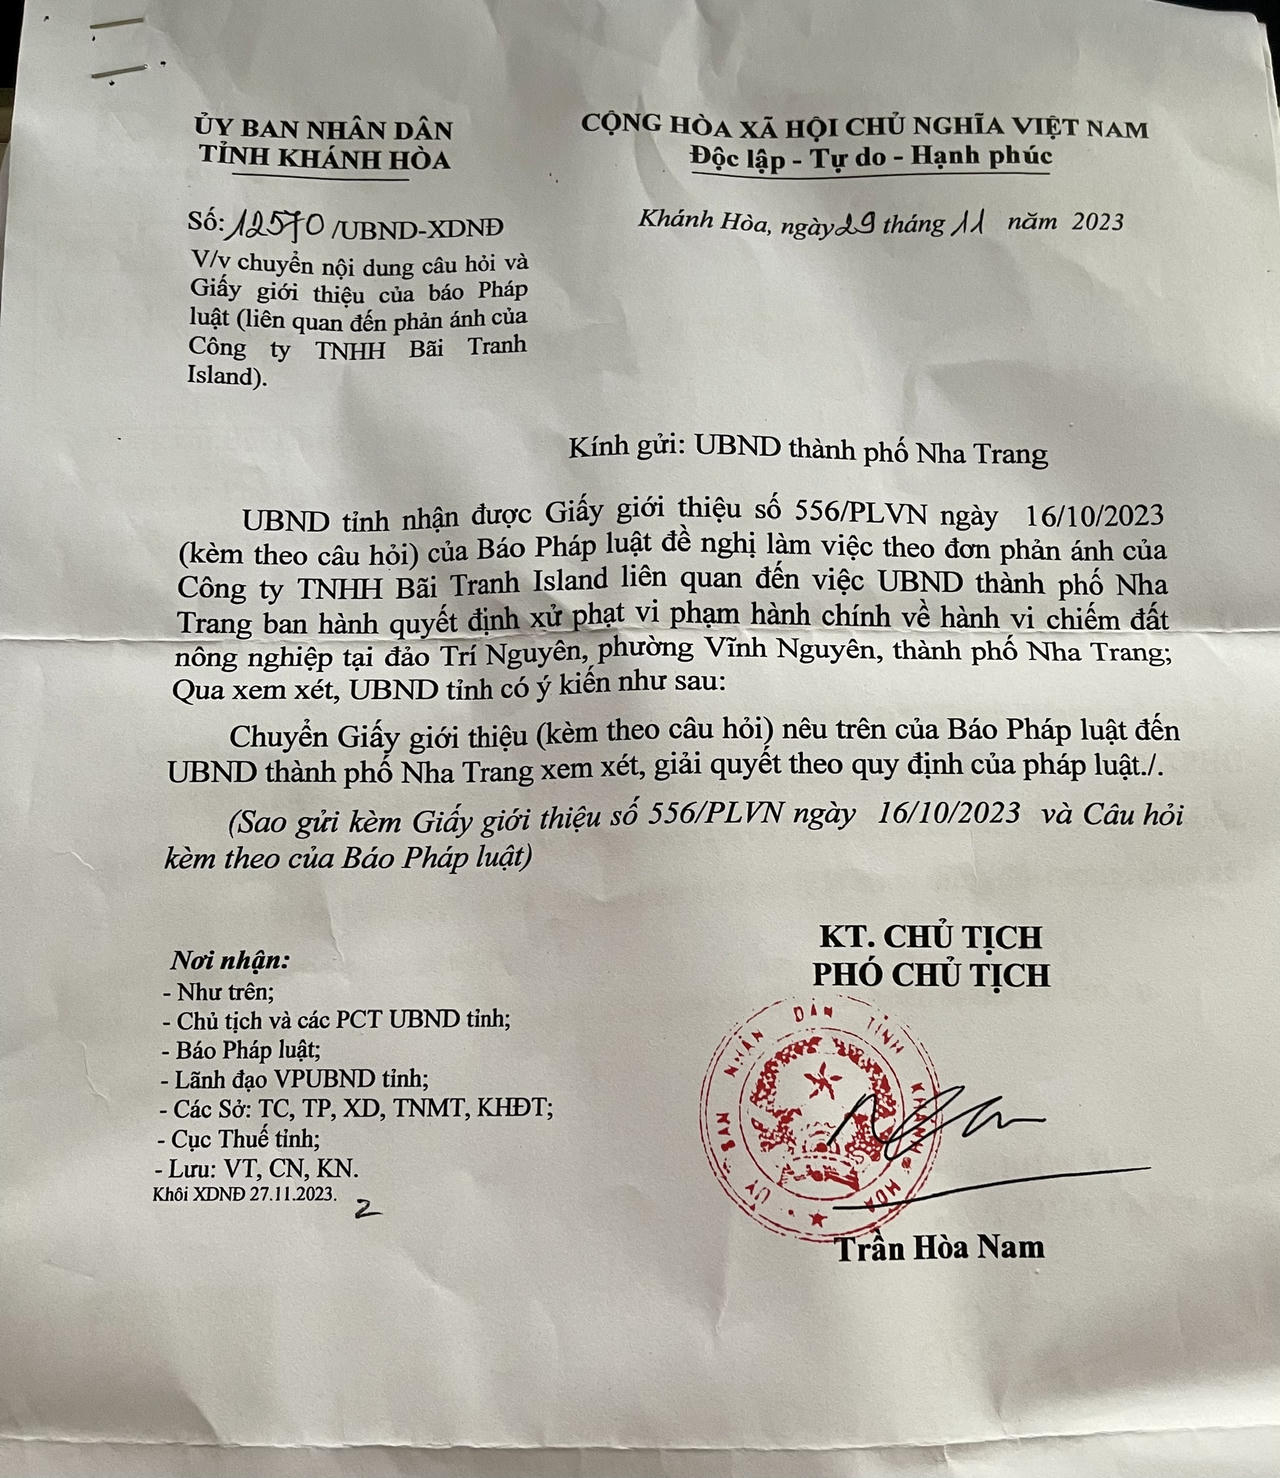 ỦY BAN NHÂN DÂN
TỈNH KHÁNH HÒA
CỘNG HÒA XÃ HỘI CHỦ NGHĨA VIỆT NAM
Độc lập - Tự do - Hạnh phúc
Số: 12570/UBND-XDNĐ
Khánh Hòa, ngày 29 tháng 11 năm 2023
V/v chuyển nội dung câu hỏi và
Giấy giới thiệu của báo Pháp
luật (liên quan đến phản ánh của
Công ty TNHH Bãi Tranh
Island).
Kính gửi: UBND thành phố Nha Trang
UBND tỉnh nhận được Giấy giới thiệu số 556/PLVN ngày 16/10/2023
(kèm theo câu hỏi) của Báo Pháp luật đề nghị làm việc theo đơn phản ánh của
Công ty TNHH Bãi Tranh Island liên quan đến việc UBND thành phố Nha
Trang ban hành quyết định xử phạt vi phạm hành chính về hành vi chiếm đất
nông nghiệp tại đảo Trí Nguyên, phường Vĩnh Nguyên, thành phố Nha Trang;
Qua xem xét, UBND tỉnh có ý kiến như sau:
Chuyển Giấy giới thiệu (kèm theo câu hỏi) nêu trên của Báo Pháp luật đến
UBND thành phố Nha Trang xem xét, giải quyết theo quy định của pháp luật./.
(Sao gửi kèm Giấy giới thiệu số 556/PLVN ngày 16/10/2023 và Câu hỏi
kèm theo của Báo Pháp luật)
Nơi nhận:
- Như trên;
- Chủ tịch và các PCT UBND tỉnh;
- Báo Pháp luật;
- Lãnh đạo VPUBND tỉnh;
- Các Sở: TC, TP, XD, TNMT, KHĐT;
- Cục Thuế tỉnh;
- Lưu: VT, CN, KN.
Khôi XDNĐ 27.11.2023.
2
KT. CHỦ TỊCH
PHÓ CHỦ TỊCH
ỦY BAN NHÂN DÂN TỈNH KHÁNH HÒA
Trần Hòa Nam